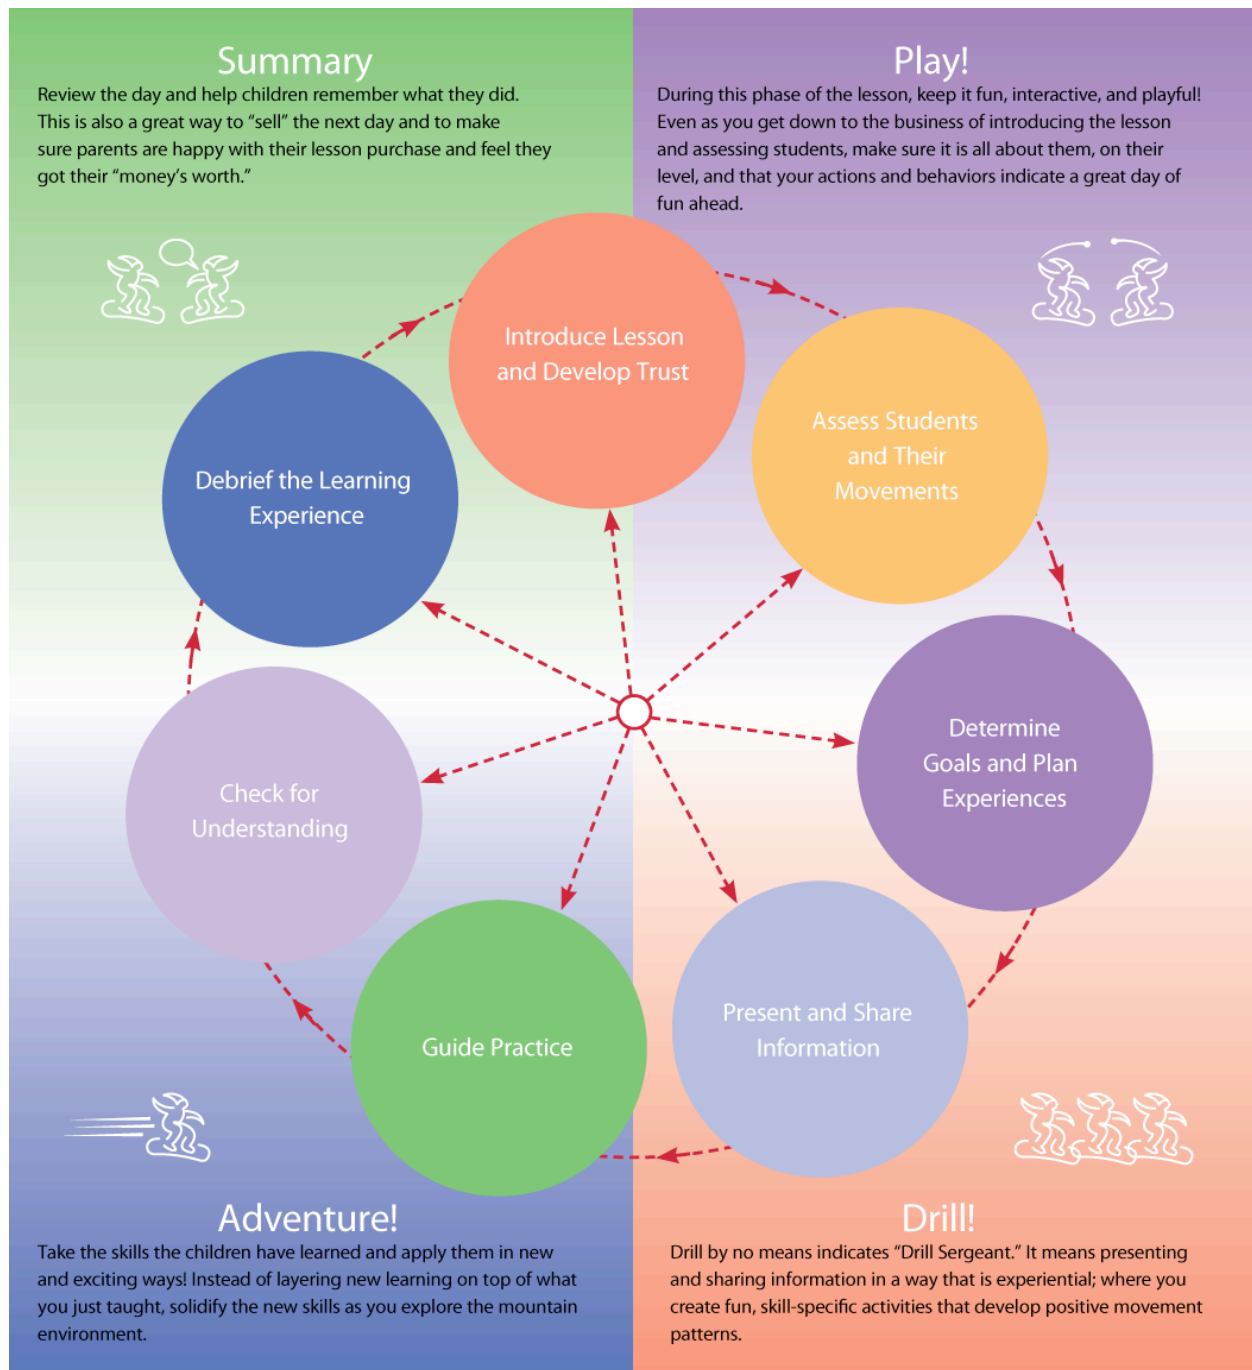 Summary
Review the day and help children remember what they did.
This is also a great way to “sell” the next day and to make
sure parents are happy with their lesson purchase and feel they
got their “money’s worth.”
Play!
During this phase of the lesson, keep it fun, interactive, and playful!
Even as you get down to the business of introducing the lesson
and assessing students, make sure it is all about them, on their
level, and that your actions and behaviors indicate a great day of
fun ahead.
Introduce Lesson
and Develop Trust
Assess Students
and Their
Movements
Determine
Goals and Plan
Experiences
Present and Share
Information
Guide Practice
Check for
Understanding
Debrief the Learning
Experience
Adventure!
Take the skills the children have learned and apply them in new
and exciting ways! Instead of layering new learning on top of what
you just taught, solidify the new skills as you explore the mountain
environment.
Drill!
Drill by no means indicates “Drill Sergeant.” It means presenting
and sharing information in a way that is experiential; where you
create fun, skill-specific activities that develop positive movement
patterns.